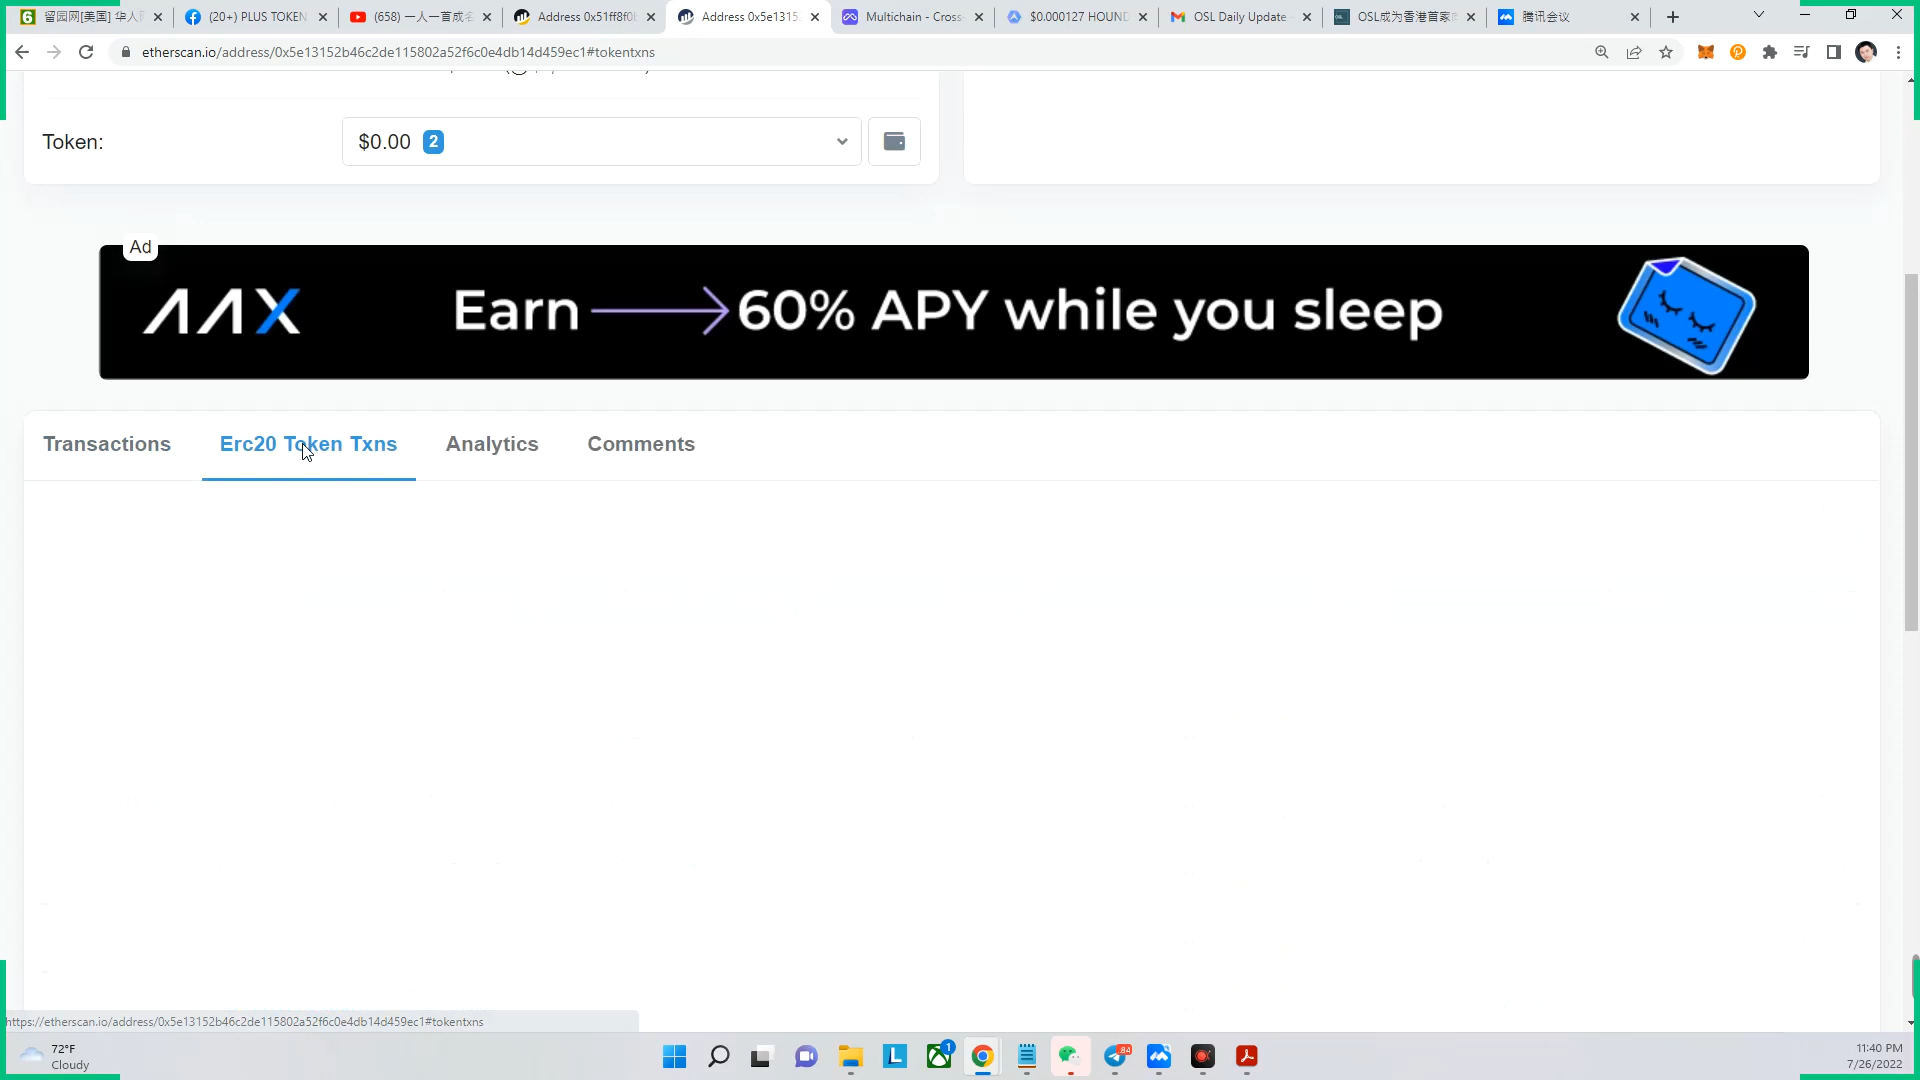 留园网[美国] 华人
(20+) PLUS TOKEN
(658) 一人一首成名
Address 0x51ff8f0b
Address 0x5e1315
Multichain - Cross-
$0.000127 HOUND
OSL Daily Update -
OSL成为香港首家
腾讯会议
etherscan.io/address/0x5e13152b46c2de115802a52f6c0e4db14d459ec1#tokentxns
Token:
$0.00 2
Ad
AAX
Earn → 60% APY while you sleep
Transactions
Erc20 Token Txns
Analytics
Comments
https://etherscan.io/address/0x5e13152b46c2de115802a52f6c0e4db14d459ec1#tokentxns
72°F
Cloudy
L
1
84
11:40 PM
7/26/2022